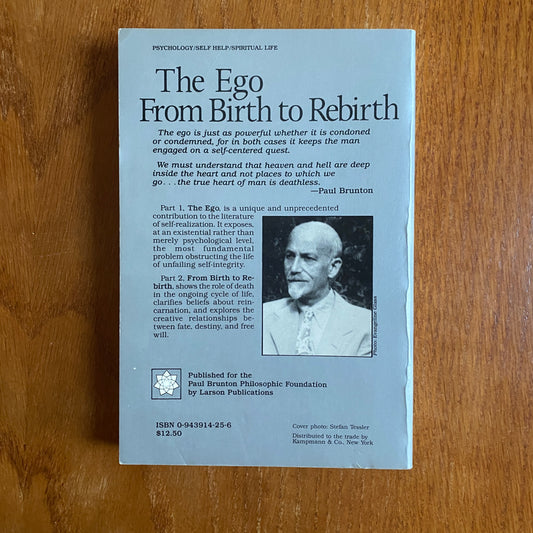 PSYCHOLOGY/SELF HELP/SPIRITUAL LIFE
The Ego
From Birth to Rebirth
The ego is just as powerful whether it is condoned
or condemned, for in both cases it keeps the man
engaged on a self-centered quest.
We must understand that heaven and hell are deep
inside the heart and not places to which we
go. . .the true heart of man is deathless.
—Paul Brunton
Part 1, The Ego, is a unique and unprecedented
contribution to the literature
of self-realization. It exposes,
at an existential rather than
merely psychological level,
the most fundamental
problem obstructing the life
of unfailing self-integrity.
Part 2, From Birth to Re-
birth, shows the role of death
in the ongoing cycle of life,
clarifies beliefs about rein-
carnation, and explores the
creative relationships be-
tween fate, destiny, and free
will.
Photo: Evangeline Glass
Published for the
Paul Brunton Philosophic Foundation
by Larson Publications
ISBN 0-943914-25-6
$12.50
Cover photo: Stefan Tessler
Distributed to the trade by
Kampmann & Co., New York